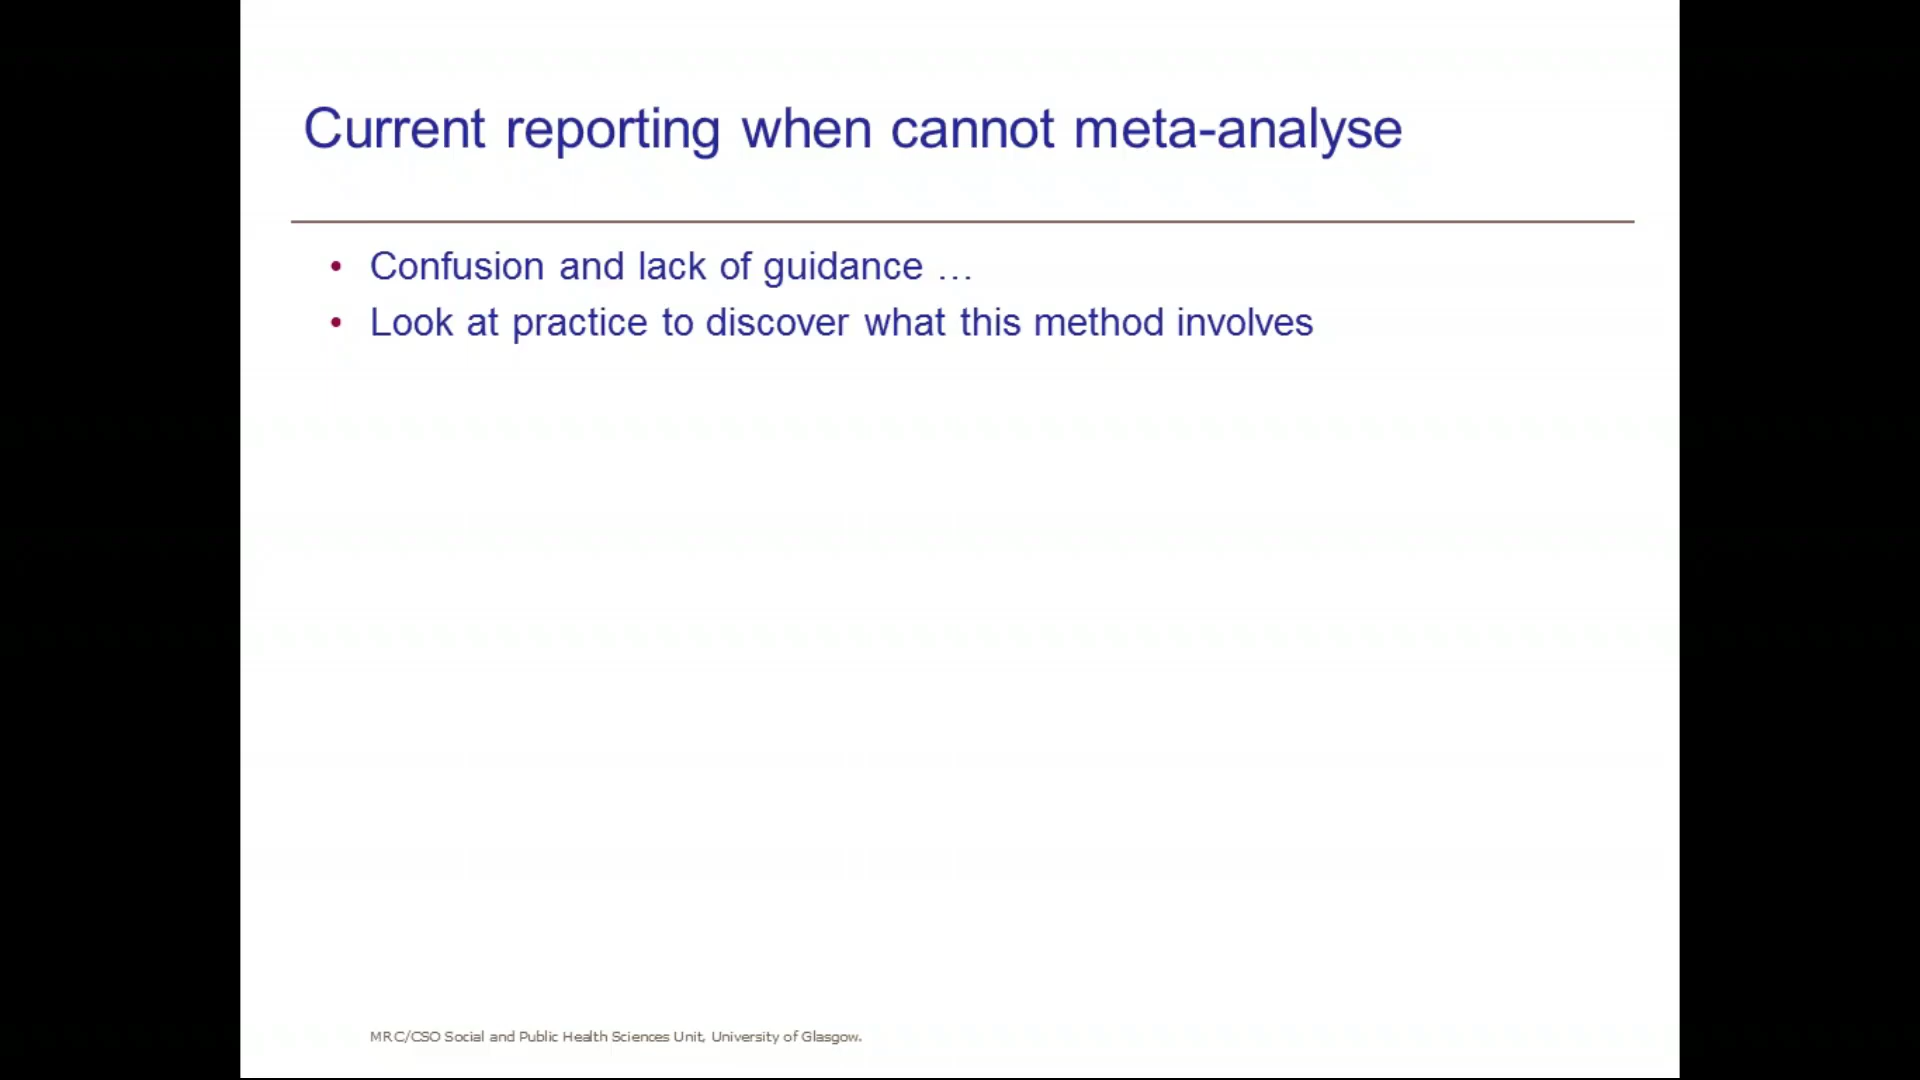 Current reporting when cannot meta-analyse
• Confusion and lack of guidance …
• Look at practice to discover what this method involves
MRC/CSO Social and Public Health Sciences Unit, University of Glasgow.